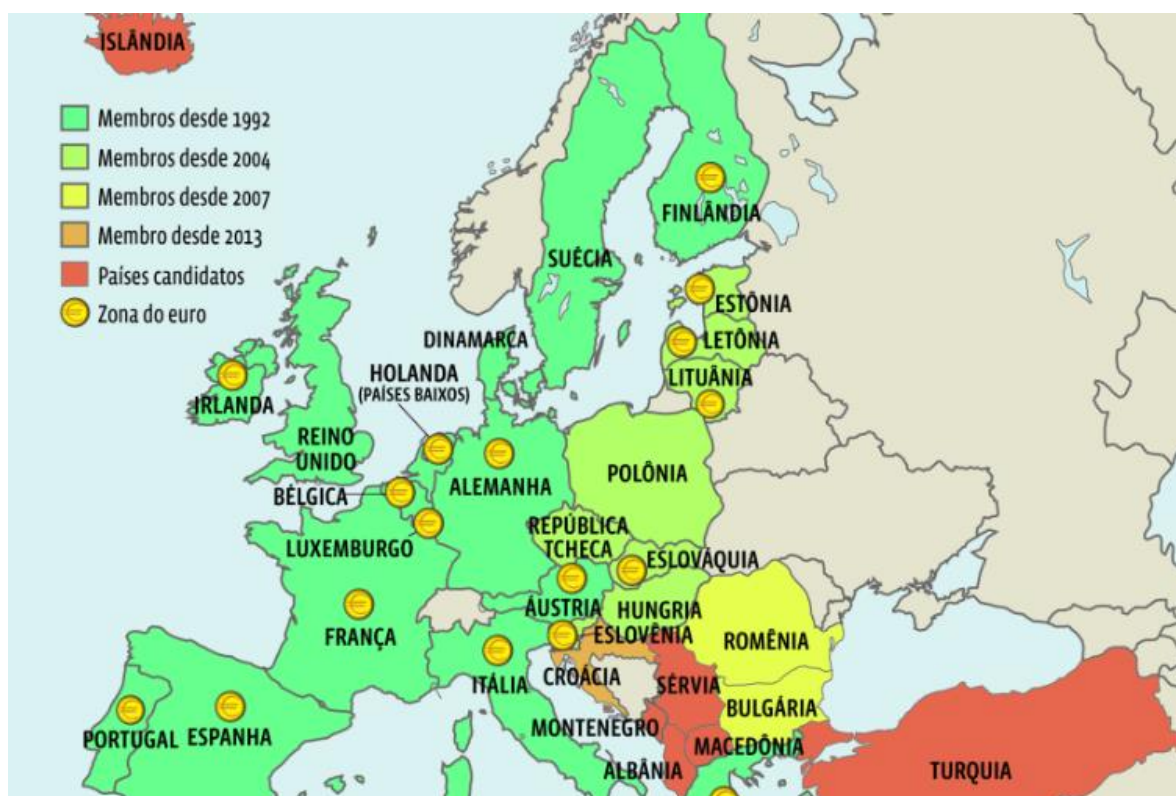 ISLÂNDIA
Membros desde 1992
Membros desde 2004
Membros desde 2007
Membro desde 2013
Países candidatos
Zona do euro
FINLÂNDIA
SUÉCIA
ESTÔNIA
LETÔNIA
LITUÂNIA
DINAMARCA
HOLANDA
(PAÍSES BAIXOS)
IRLANDA
REINO
UNIDO
BÉLGICA
ALEMANHA
POLÔNIA
LUXEMBURGO
REPÚBLICA
TCHECA
ESLOVÁQUIA
ÁUSTRIA
HUNGRIA
FRANÇA
ESLOVÊNIA
ROMÊNIA
ITÁLIA
CROÁCIA
SÉRVIA
PORTUGAL
ESPANHA
MONTENEGRO
BULGÁRIA
MACEDÔNIA
ALBÂNIA
TURQUIA